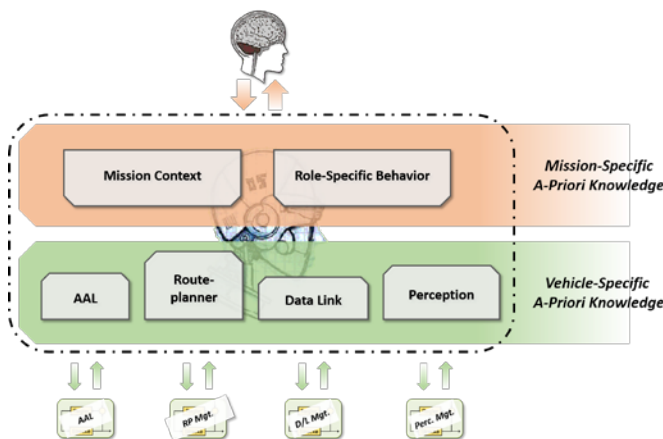 Mission Context
Role-Specific Behavior
Mission-Specific
A-Priori Knowledge
AAL
Route-
planner
Data Link
Perception
Vehicle-Specific
A-Priori Knowledge
AAL
RP Mgt.
D/L Mgt.
Perc. Mgt.